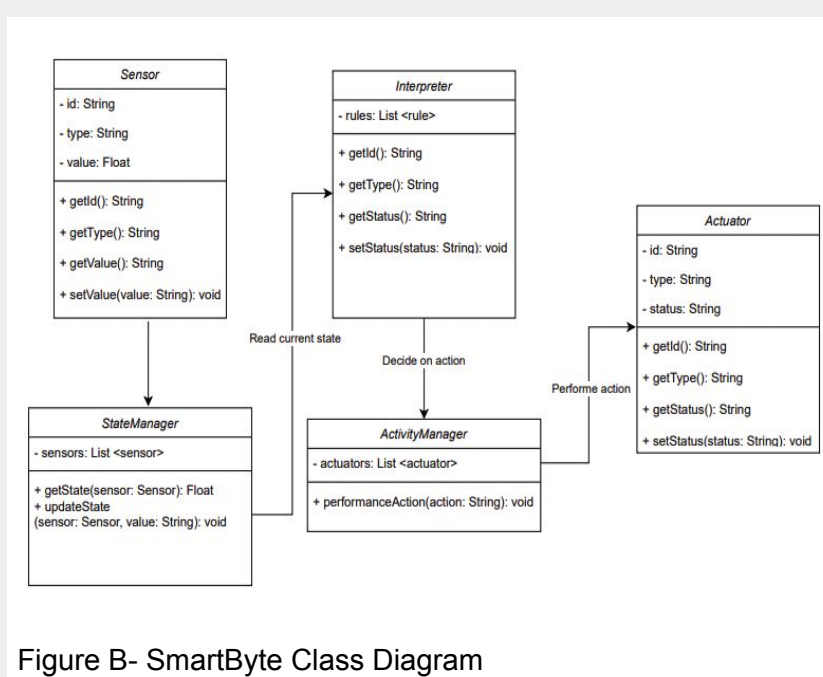 Sensor
- id: String
- type: String
- value: Float
+ getId(): String
+ getType(): String
+ getValue(): String
+ setValue(value: String): void
Interpreter
- rules: List <rule>
+ getId(): String
+ getType(): String
+ getStatus(): String
+ setStatus(status: String): void
Actuator
- id: String
- type: String
- status: String
+ getId(): String
+ getType(): String
+ getStatus(): String
+ setStatus(status: String): void
Read current state
Decide on action
Performe action
StateManager
- sensors: List <sensor>
+ getState(sensor: Sensor): Float
+ updateState
(sensor: Sensor, value: String): void
ActivityManager
- actuators: List <actuator>
+ performanceAction(action: String): void
Figure B- SmartByte Class Diagram